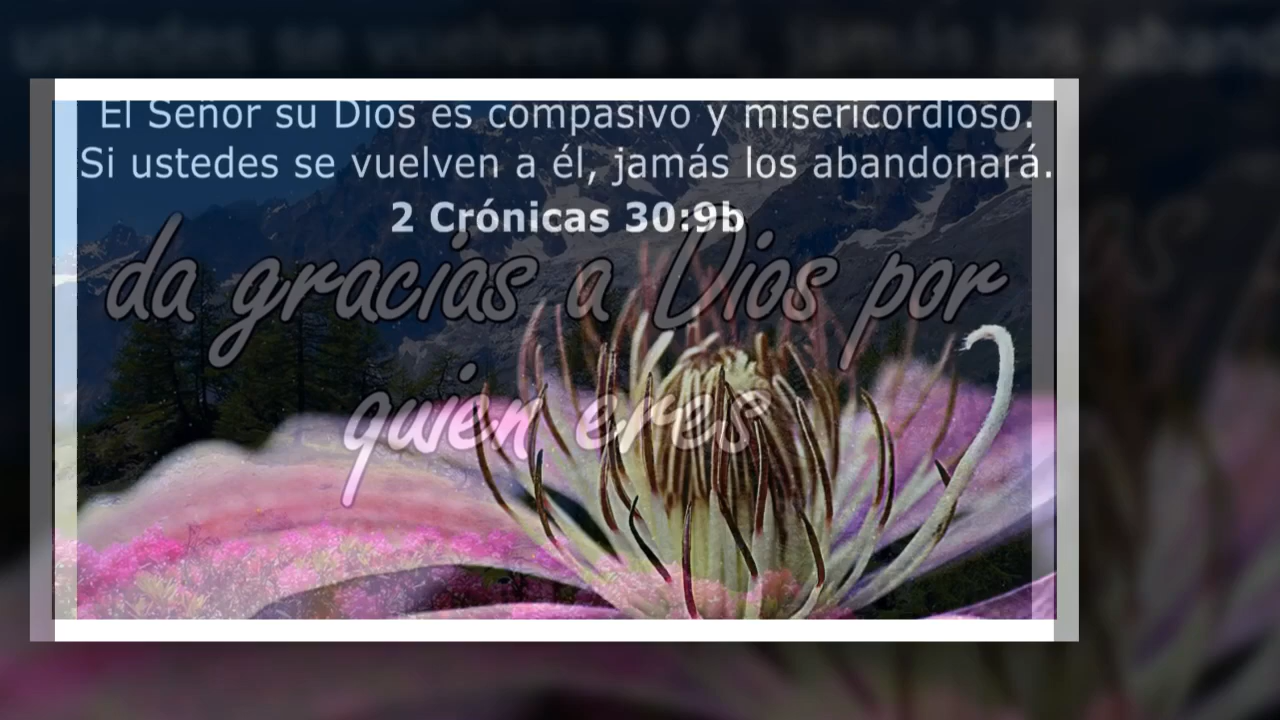 El Señor su Dios es compasivo y misericordioso.
Si ustedes se vuelven a él, jamás los abandonará.
2 Crónicas 30:9b
da gracias a Dios por
quien eres